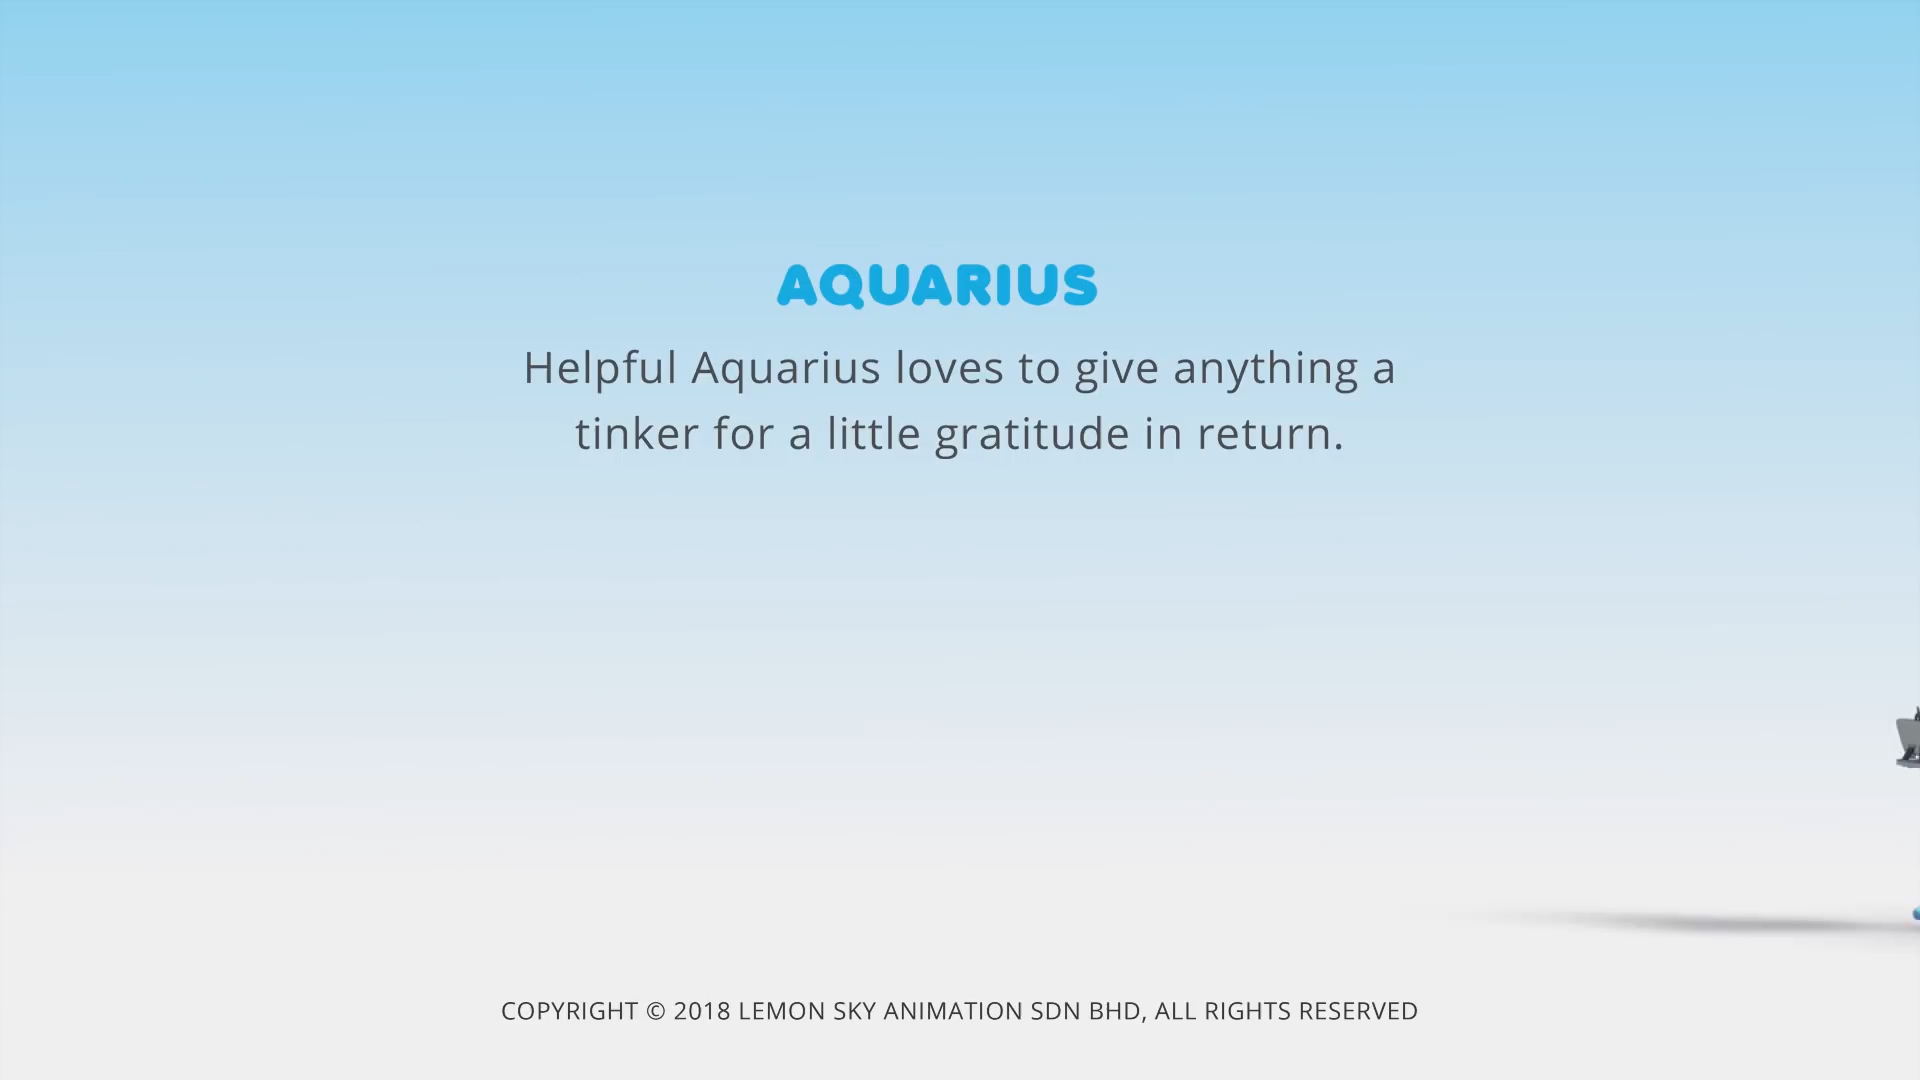 AQUARIUS
Helpful Aquarius loves to give anything a
tinker for a little gratitude in return.
COPYRIGHT © 2018 LEMON SKY ANIMATION SDN BHD, ALL RIGHTS RESERVED